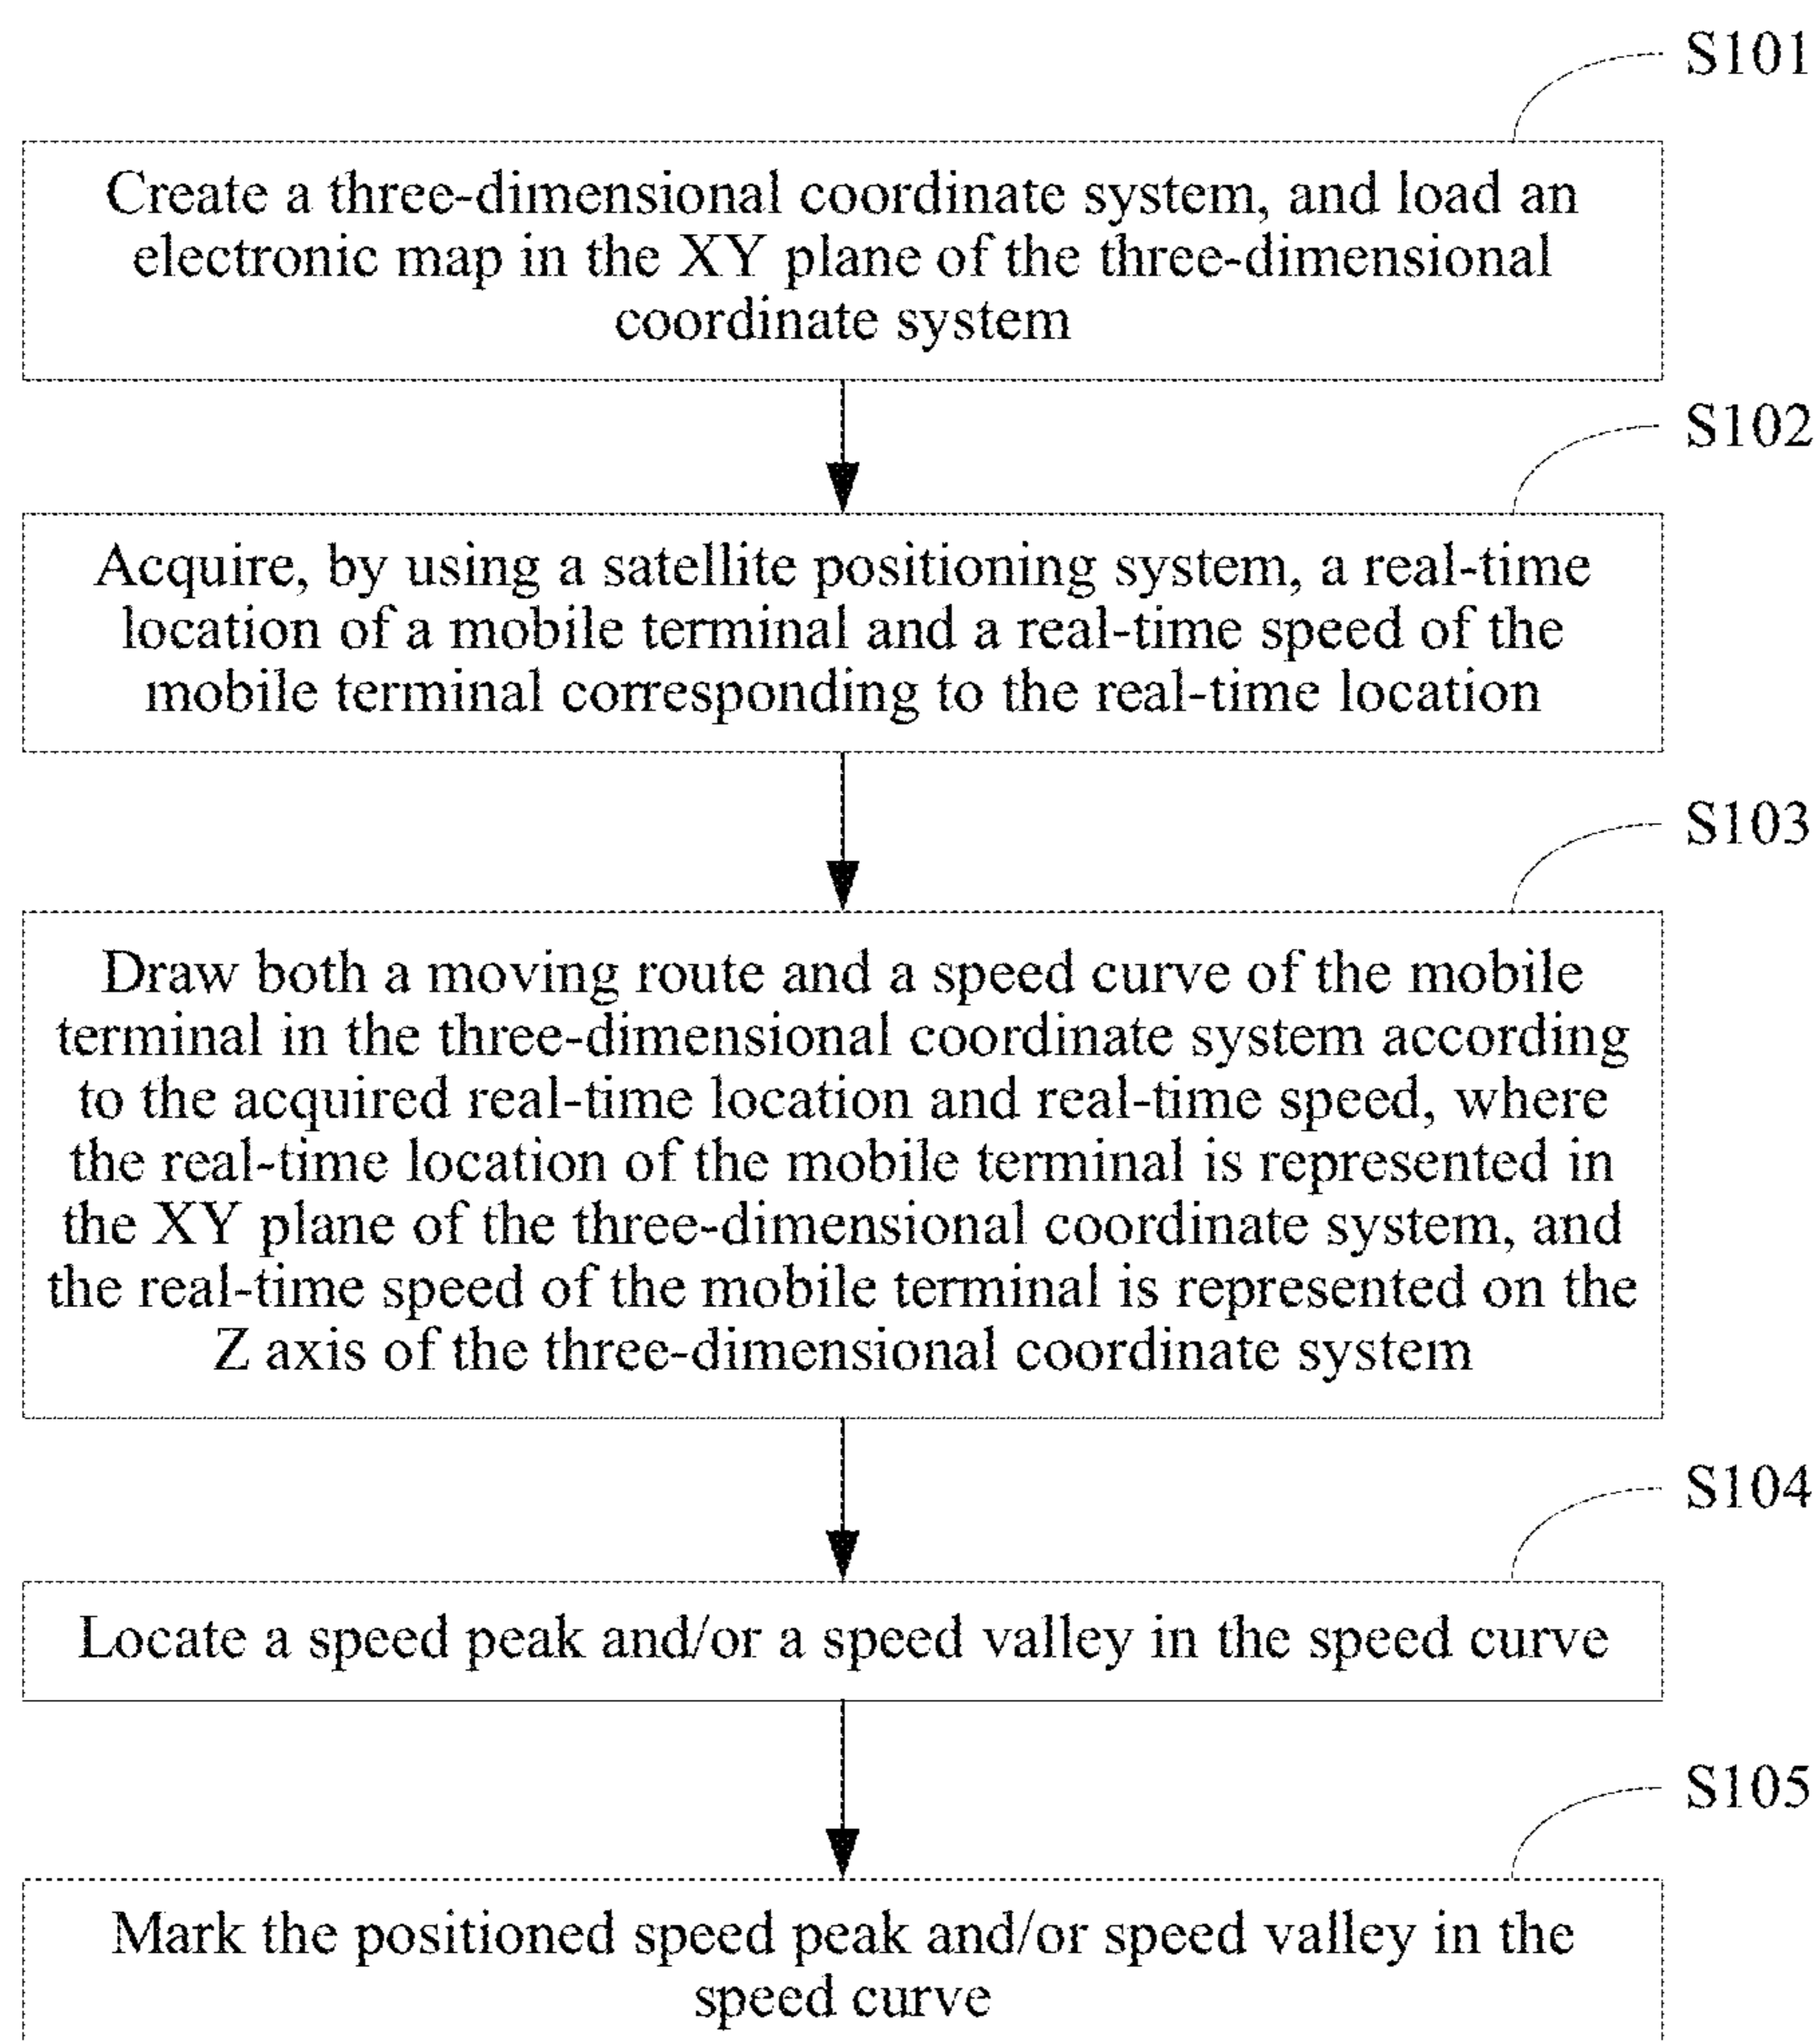 S101
Create a three-dimensional coordinate system, and load an
electronic map in the XY plane of the three-dimensional
coordinate system
S102
Acquire, by using a satellite positioning system, a real-time
location of a mobile terminal and a real-time speed of the
mobile terminal corresponding to the real-time location
S103
Draw both a moving route and a speed curve of the mobile
terminal in the three-dimensional coordinate system according
to the acquired real-time location and real-time speed, where
the real-time location of the mobile terminal is represented in
the XY plane of the three-dimensional coordinate system, and
the real-time speed of the mobile terminal is represented on the
Z axis of the three-dimensional coordinate system
S104
Locate a speed peak and/or a speed valley in the speed curve
S105
Mark the positioned speed peak and/or speed valley in the
speed curve